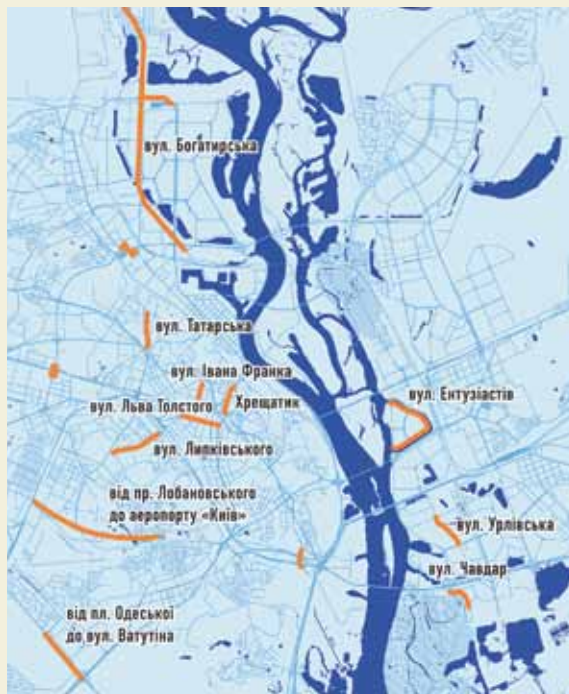 вул. Богатирська
вул. Татарська
вул. Івана Франка
вул. Льва Толстого
Хрещатик
вул. Ентузіастів
вул. Липківського
від пр. Лобановського
до аеропорту «Київ»
вул. Урлівська
вул. Чавдар
від пл. Одеської
до вул. Ватутіна